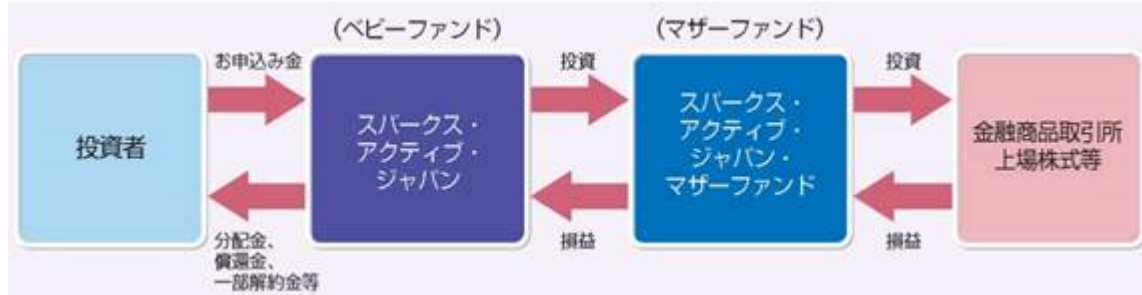 （ベビーファンド）
（マザーファンド）
投資者
お申込み金
分配金、
償還金、
一部解約金等
スパークス・
アクティブ・
ジャパン
投資
損益
スパークス・
アクティブ・
ジャパン・
マザーファンド
投資
損益
金融商品取引所
上場株式等